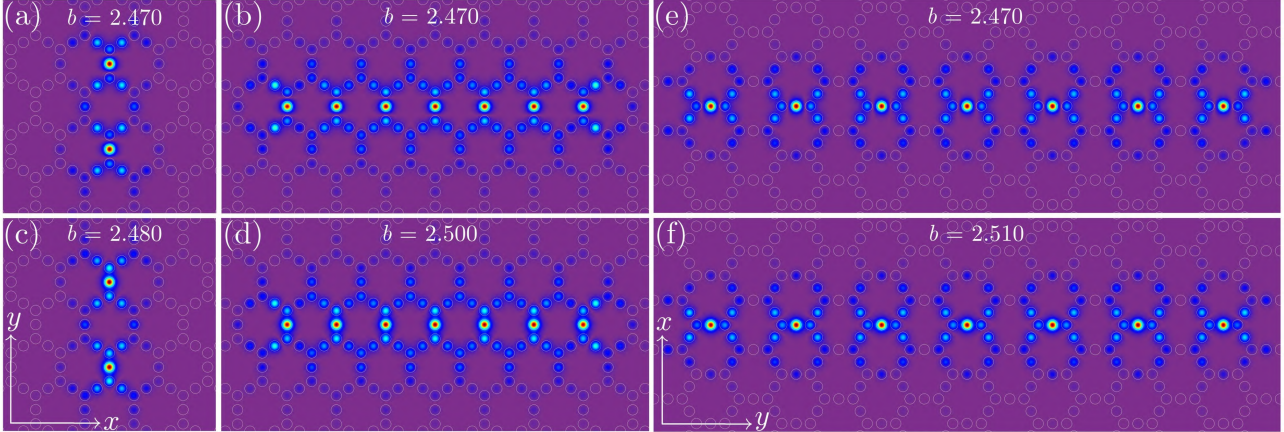 (a) b = 2.470
(b) b = 2.470
(e) b = 2.470
(c) b = 2.480
y
x
(d) b = 2.500
(f) b = 2.510
x
y